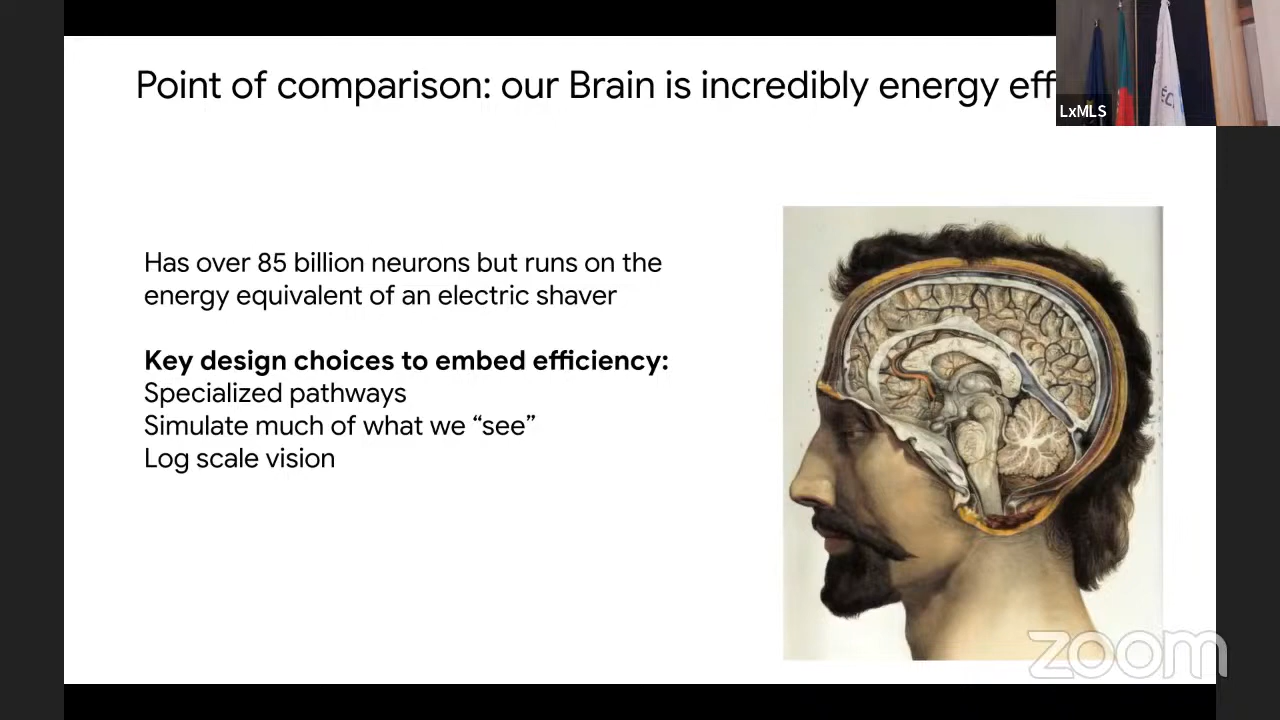 Point of comparison: our Brain is incredibly energy eff
LxMLS
Has over 85 billion neurons but runs on the
energy equivalent of an electric shaver
Key design choices to embed efficiency:
Specialized pathways
Simulate much of what we “see”
Log scale vision
zoom